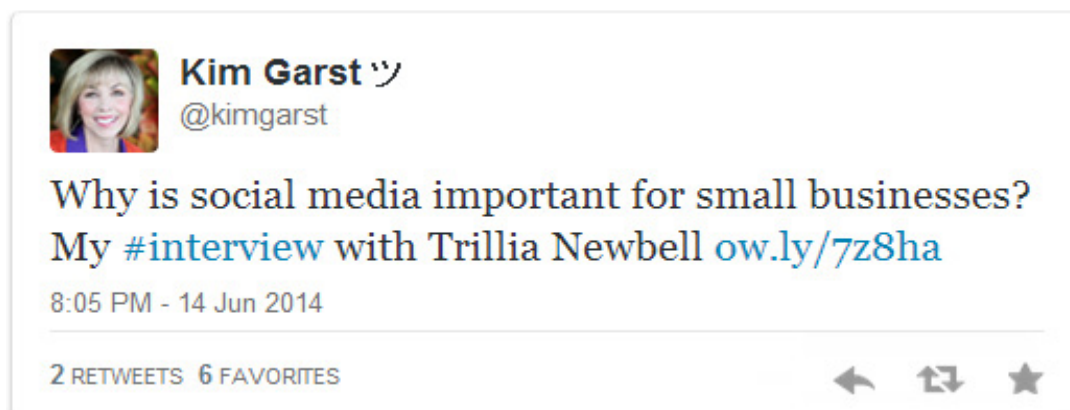 Kim Garst ツ
@kimgarst
Why is social media important for small businesses?
My #interview with Trillia Newbell ow.ly/7z8ha
8:05 PM - 14 Jun 2014
2 RETWEETS 6 FAVORITES